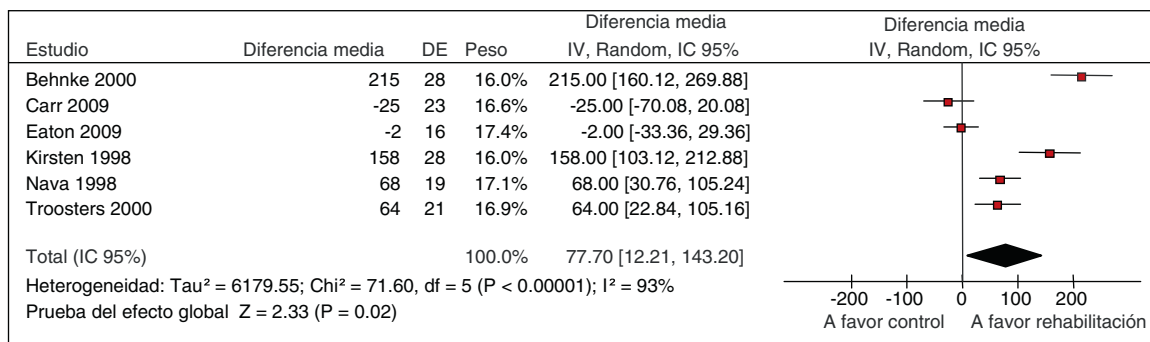 Diferencia media Diferencia media
Estudio Diferencia media DE Peso IV, Random, IC 95% IV, Random, IC 95%
Behnke 2000 215 28 16.0% 215.00 [160.12, 269.88]
Carr 2009 -25 23 16.6% -25.00 [-70.08, 20.08]
Eaton 2009 -2 16 17.4% -2.00 [-33.36, 29.36]
Kirsten 1998 158 28 16.0% 158.00 [103.12, 212.88]
Nava 1998 68 19 17.1% 68.00 [30.76, 105.24]
Troosters 2000 64 21 16.9% 64.00 [22.84, 105.16]
Total (IC 95%) 100.0% 77.70 [12.21, 143.20]
Heterogeneidad: Tau² = 6179.55; Chi² = 71.60, df = 5 (P < 0.00001); I² = 93%
Prueba del efecto global Z = 2.33 (P = 0.02)
-200 -100 0 100 200
A favor control A favor rehabilitación